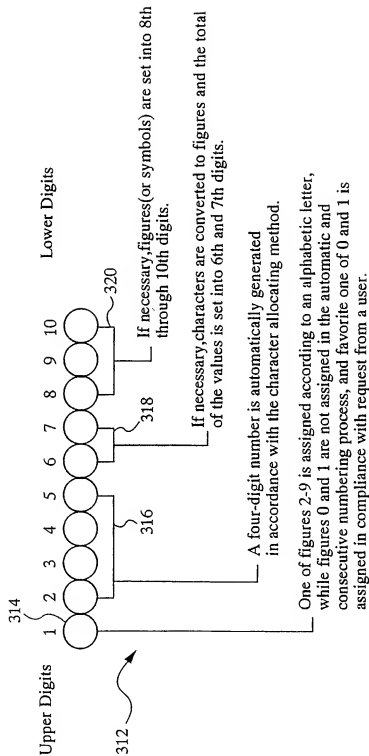 Upper Digits
Lower Digits
314
1 2 3 4 5 6 7 8 9 10
312
316
318
320
If necessary,figures(or symbols) are set into 8th
through 10th digits.
If necessary,characters are converted to figures and the total
of the values is set into 6th and 7th digits.
A four-digit number is automatically generated
in accordance with the character allocating method.
One of figures 2-9 is assigned according to an alphabetic letter,
while figures 0 and 1 are not assigned in the automatic and
consecutive numbering process, and favorite one of 0 and 1 is
assigned in compliance with request from a user.